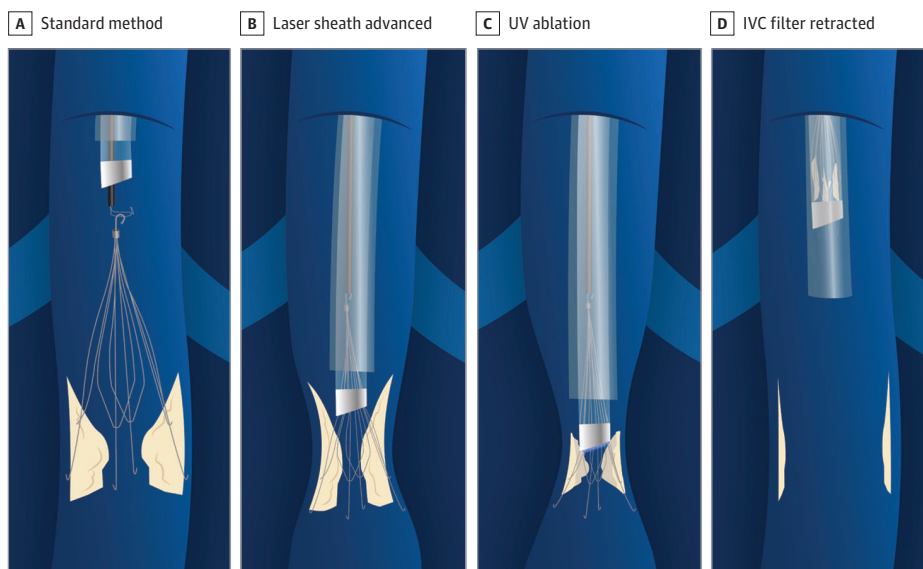 A Standard method
B Laser sheath advanced
C UV ablation
D IVC filter retracted